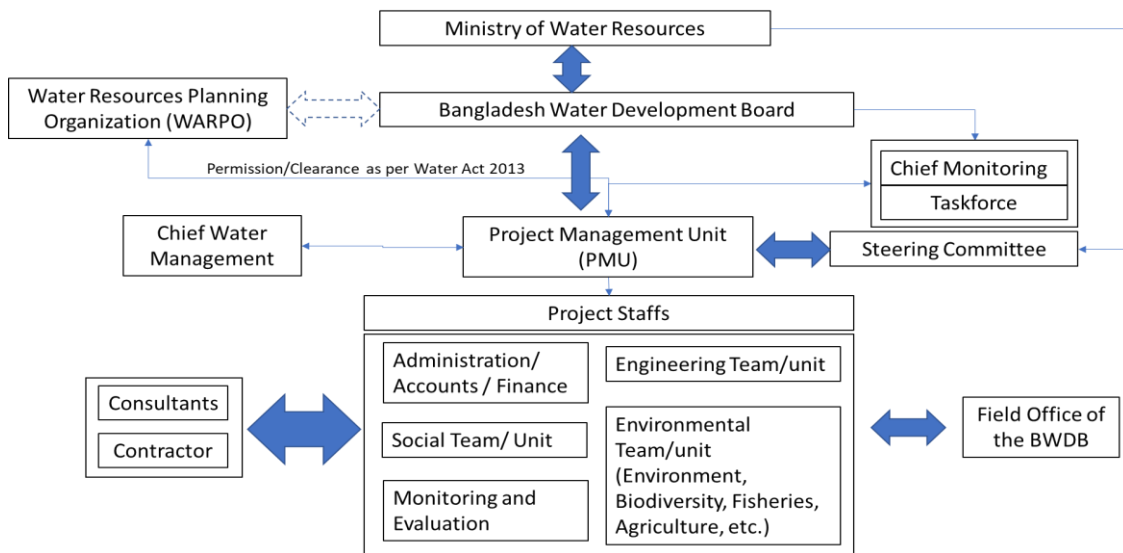 Ministry of Water Resources
Water Resources Planning
Organization (WARPO)
Bangladesh Water Development Board
Permission/Clearance as per Water Act 2013
Chief Monitoring
Taskforce
Chief Water
Management
Project Management Unit
(PMU)
Steering Committee
Project Staffs
Administration/
Accounts / Finance
Engineering Team/unit
Consultants
Contractor
Social Team/ Unit
Environmental
Team/unit
(Environment,
Biodiversity, Fisheries,
Agriculture, etc.)
Monitoring and
Evaluation
Field Office of
the BWDB